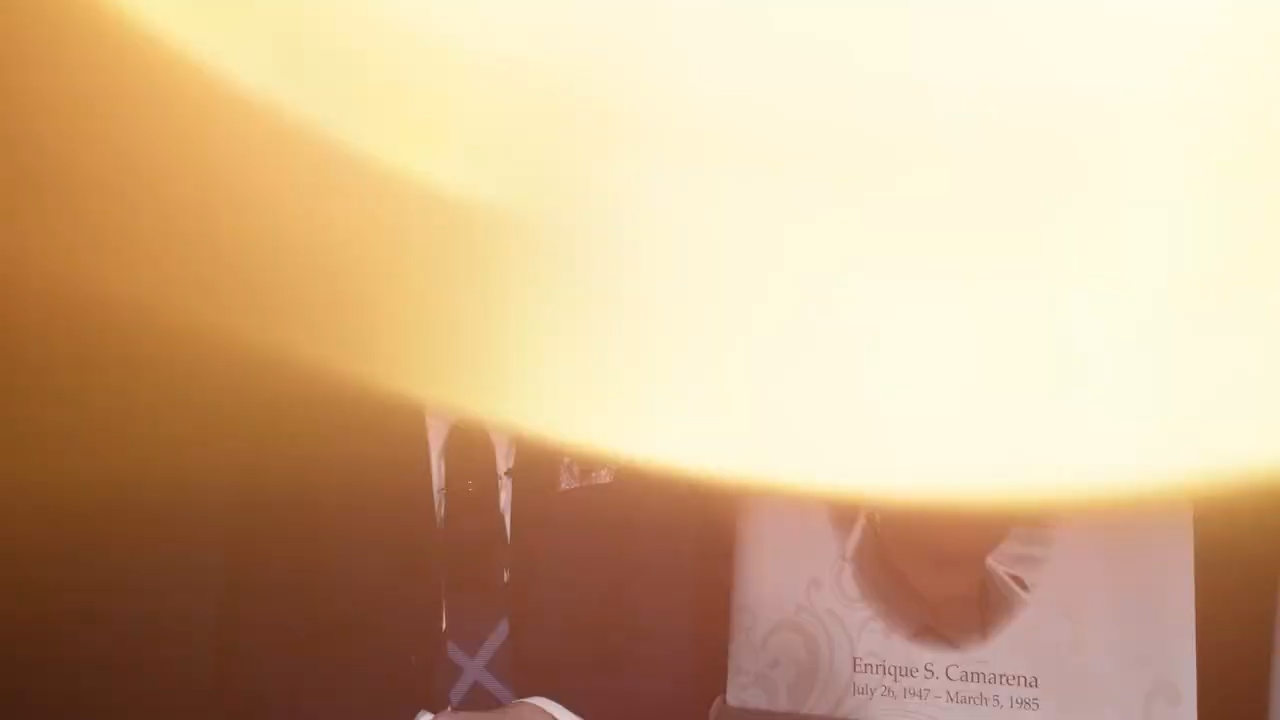 Enrique S. Camarena
July 26, 1947 – March 5, 1985